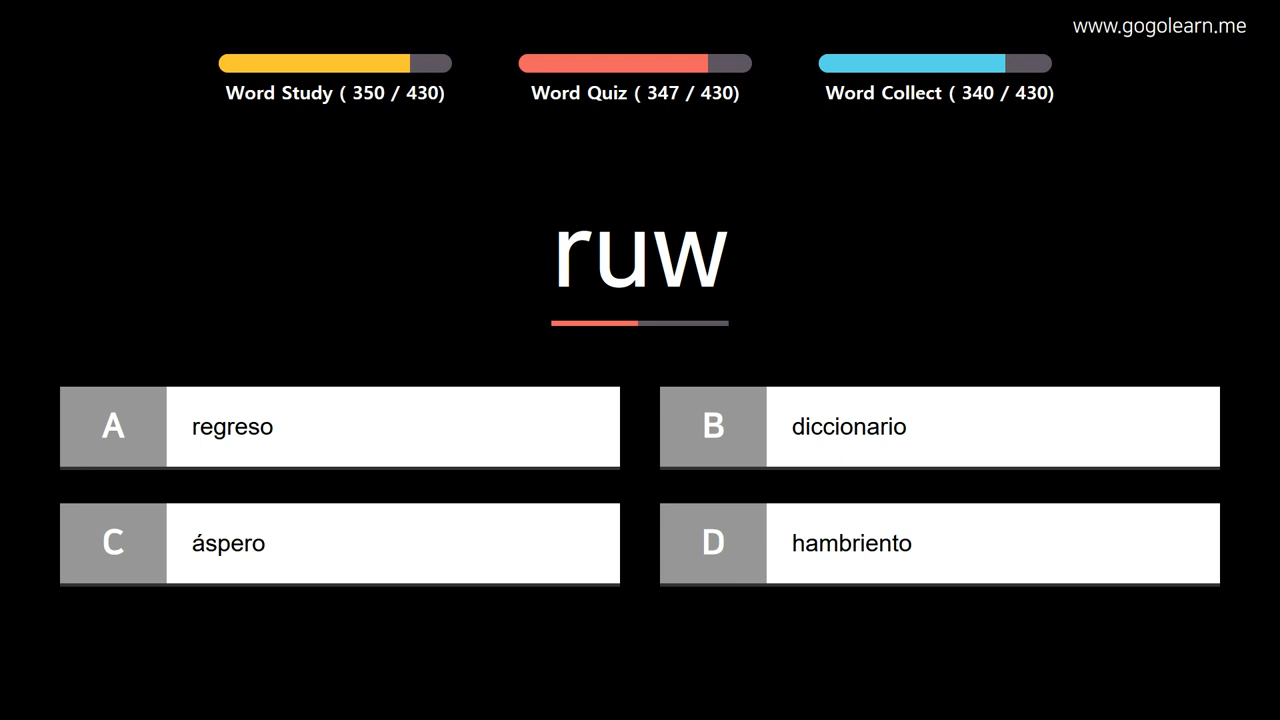 www.gogolearn.me
Word Study ( 350 / 430)
Word Quiz ( 347 / 430)
Word Collect ( 340 / 430)
ruw
A regreso
B diccionario
C áspero
D hambriento